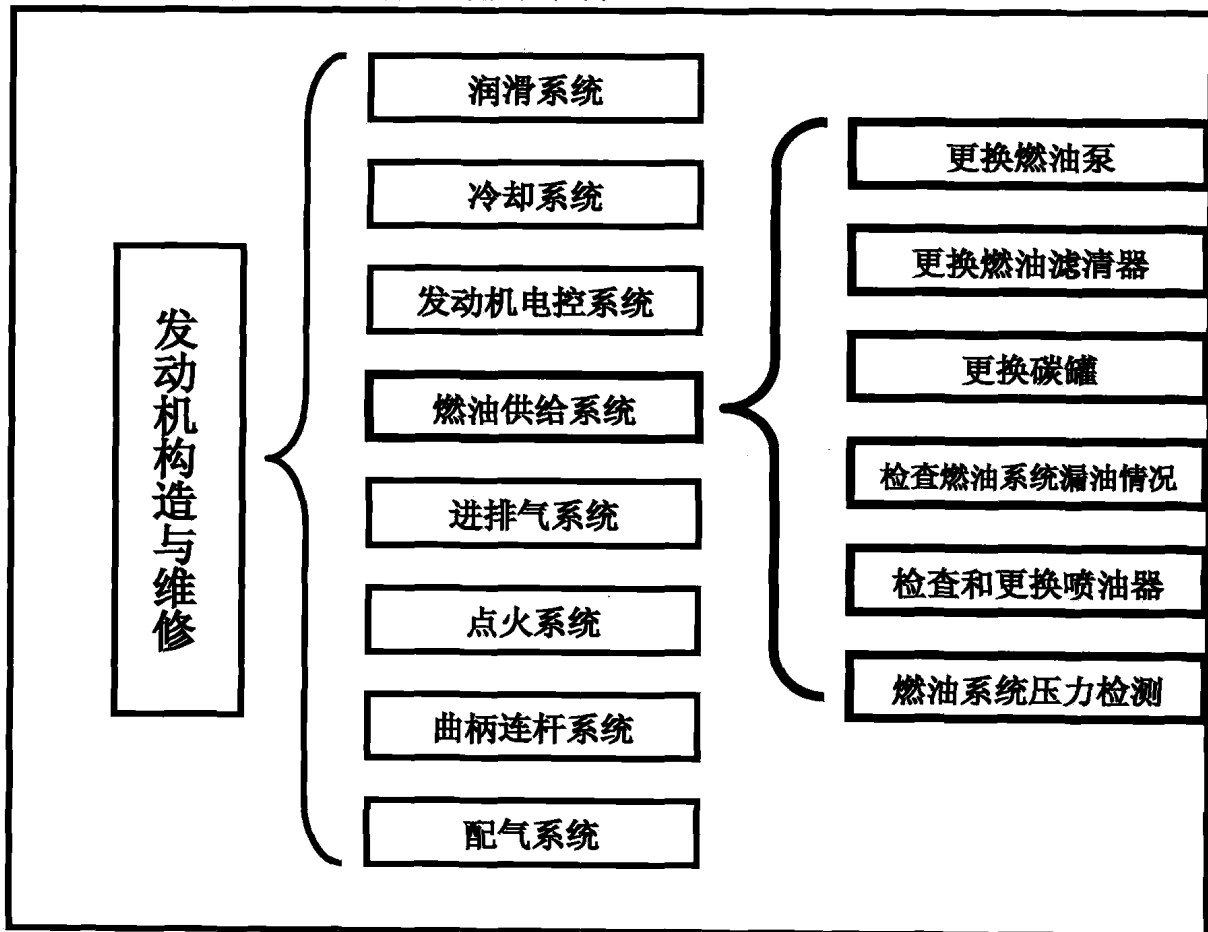 发动机构造与维修
润滑系统
冷却系统
发动机电控系统
燃油供给系统
进排气系统
点火系统
曲柄连杆系统
配气系统
更换燃油泵
更换燃油滤清器
更换碳罐
检查燃油系统漏油情况
检查和更换喷油器
燃油系统压力检测